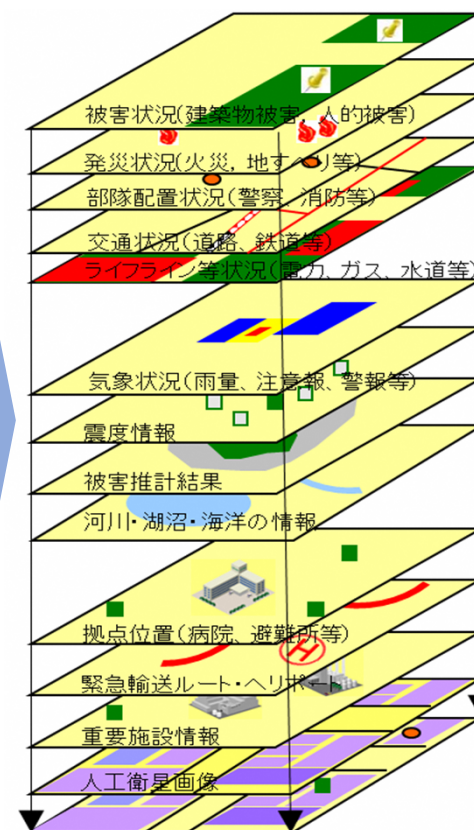 被害状況(建築物被害，人的被害)
発災状況(火災，地すべり等)
部隊配置状況(警察、消防等)
交通状況(道路、鉄道等)
ライフライン等状況(電力、ガス、水道等)
気象状況(雨量、注意報、警報等)
震度情報
被害推計結果
河川・湖沼・海洋の情報
拠点位置(病院、避難所等)
緊急輸送ルート・ヘリポート
重要施設情報
人工衛星画像